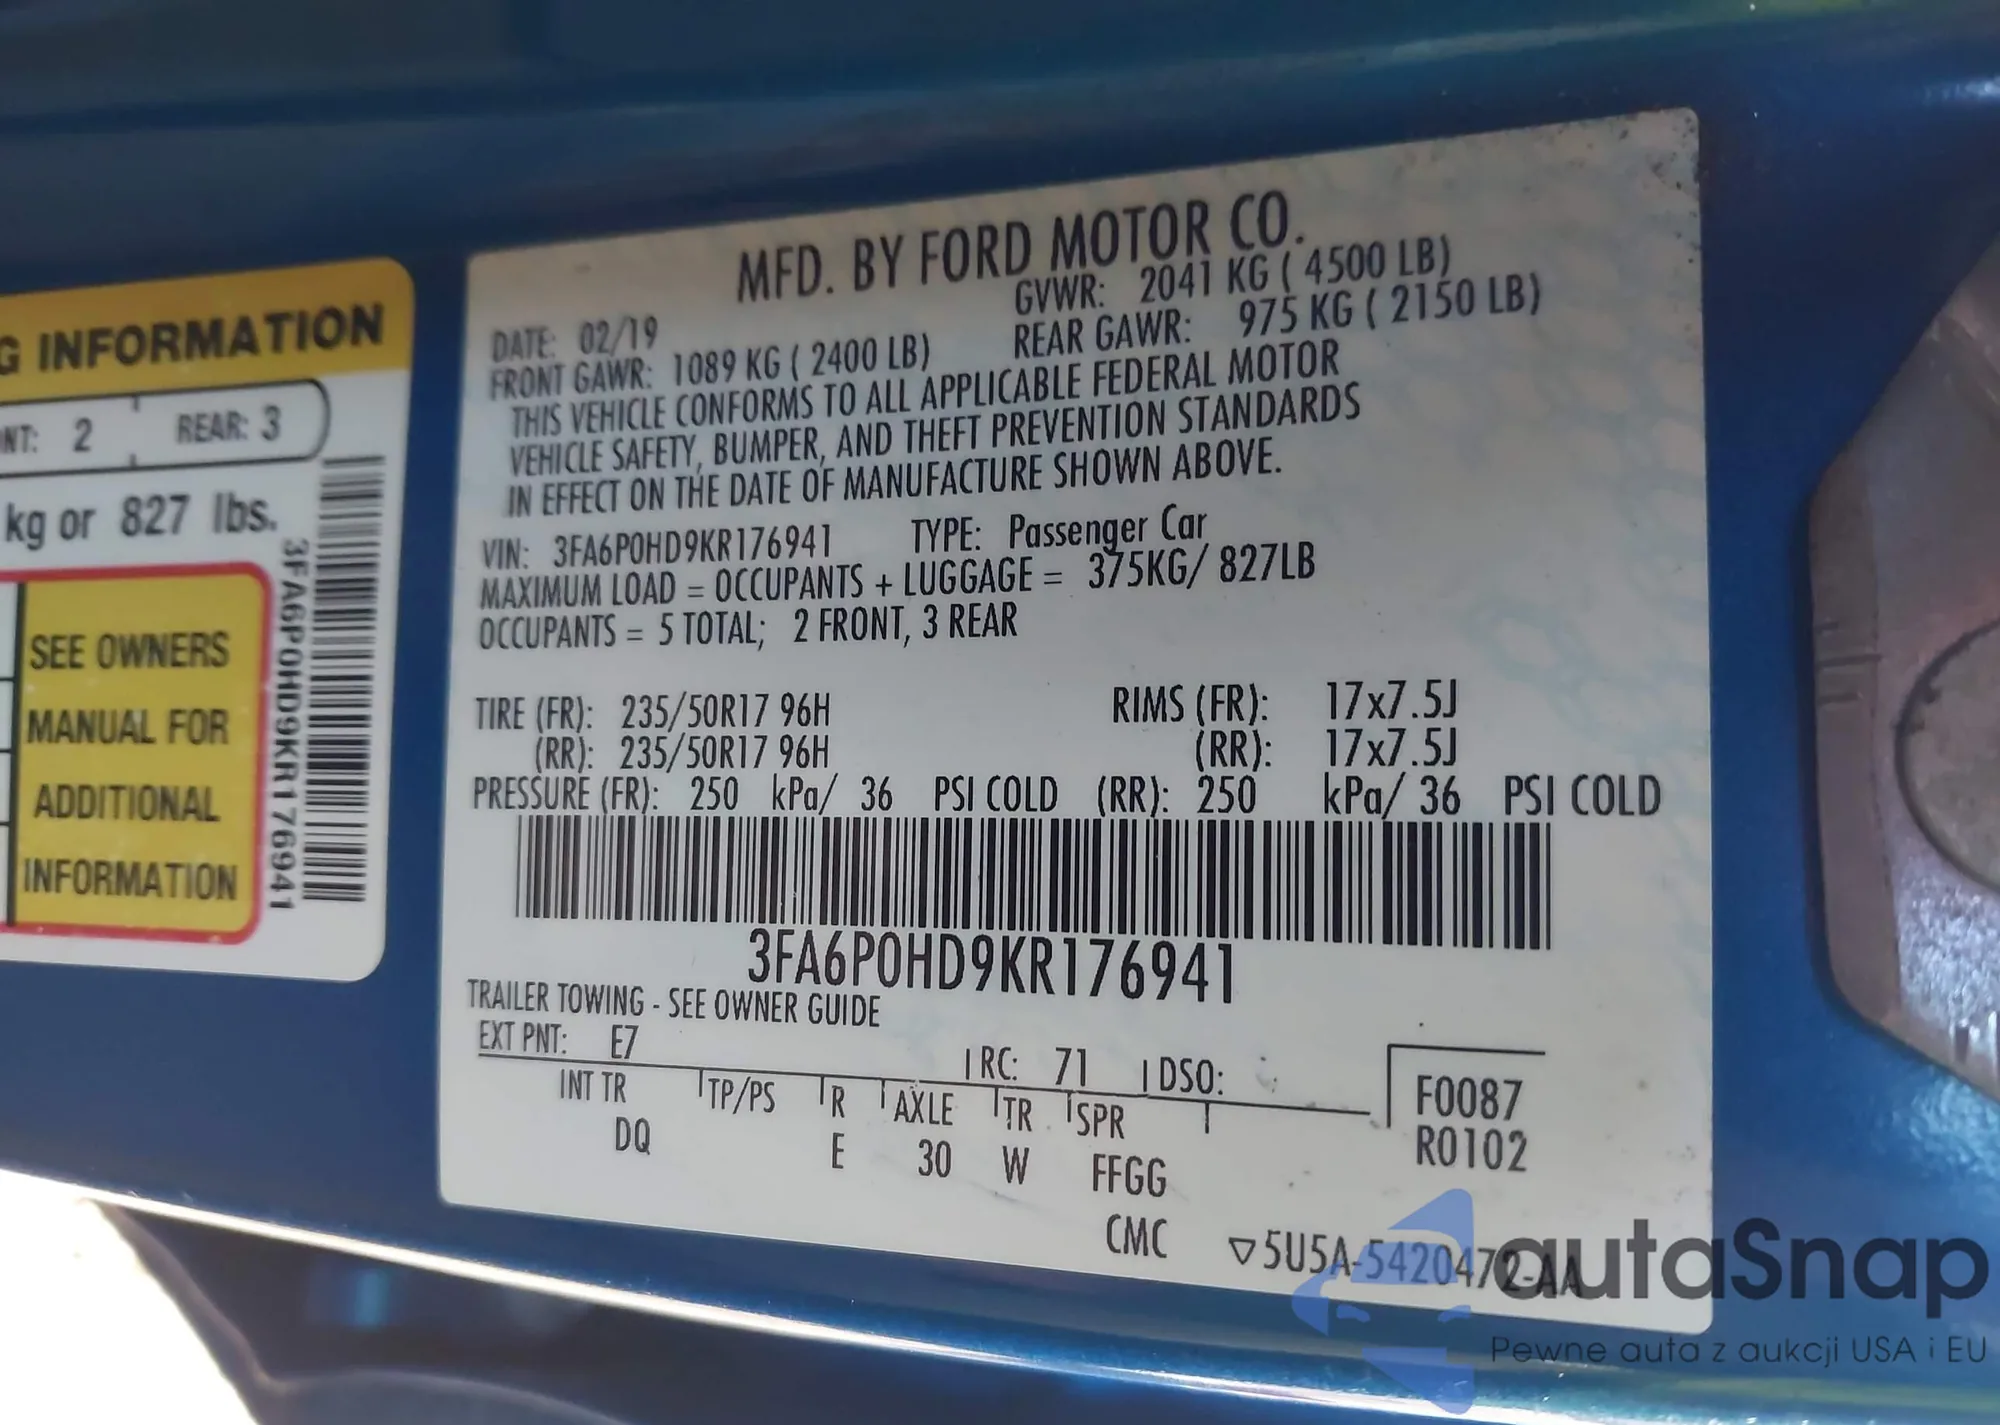 G INFORMATION
NT: 2 REAR: 3
kg or 827 lbs.
SEE OWNERS
MANUAL FOR
ADDITIONAL
INFORMATION
3FA6P0HD9KR176941
MFD. BY FORD MOTOR CO.
DATE: 02/19 GVWR: 2041 KG ( 4500 LB)
FRONT GAWR: 1089 KG ( 2400 LB) REAR GAWR: 975 KG ( 2150 LB)
THIS VEHICLE CONFORMS TO ALL APPLICABLE FEDERAL MOTOR
VEHICLE SAFETY, BUMPER, AND THEFT PREVENTION STANDARDS
IN EFFECT ON THE DATE OF MANUFACTURE SHOWN ABOVE.
VIN: 3FA6P0HD9KR176941 TYPE: Passenger Car
MAXIMUM LOAD = OCCUPANTS + LUGGAGE = 375KG/ 827LB
OCCUPANTS = 5 TOTAL; 2 FRONT, 3 REAR
TIRE (FR): 235/50R17 96H RIMS (FR): 17x7.5J
(RR): 235/50R17 96H (RR): 17x7.5J
PRESSURE (FR): 250 kPa/ 36 PSI COLD (RR): 250 kPa/ 36 PSI COLD
3FA6P0HD9KR176941
TRAILER TOWING - SEE OWNER GUIDE
EXT PNT: E7 RC: 71 DSO:
INT TR TP/PS R AXLE TR SPR F0087
DQ E 30 W FFGG R0102
CMC ▽5U5A-5420472-AA
autaSnap
Pewne auta z aukcji USA i EU